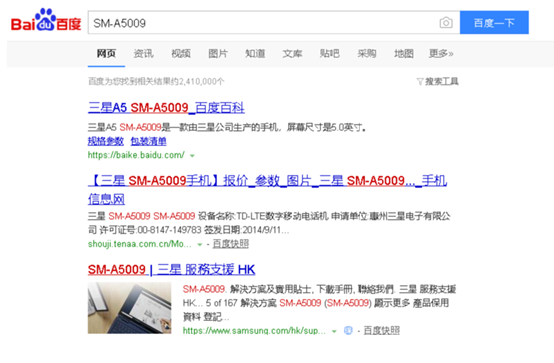 Bai du 百度 SM-A5009 百度一下
网页 资讯 视频 图片 知道 文库 贴吧 采购 地图 更多»
百度为您找到相关结果约2,410,000个 搜索工具
三星A5 SM-A5009_百度百科
三星A5 SM-A5009是一款由三星公司生产的手机，屏幕尺寸是5.0英寸。
规格参数 包装清单
https://baike.baidu.com/
【三星 SM-A5009手机】报价_参数_图片_三星 SM-A5009..._手机
信息网
三星 SM-A5009 SM-A5009 设备名称:TD-LTE数字移动电话机 申请单位:惠州三星电子有限公
司 许可证号:00-8147-149783 签发日期:2014/9/11...
shouji.tenaa.com.cn/Mo... - 百度快照
SM-A5009 | 三星 服務支援 HK
SM-A5009. 解決方案及實用貼士, 下載手冊, 聯絡我們. 三星 服務支援
HK... 5 of 167 解決方案 SM-A5009 (SM-A5009) 顯示更多 產品保用
資料 登記...
https://www.samsung.com/hk/sup... - 百度快照